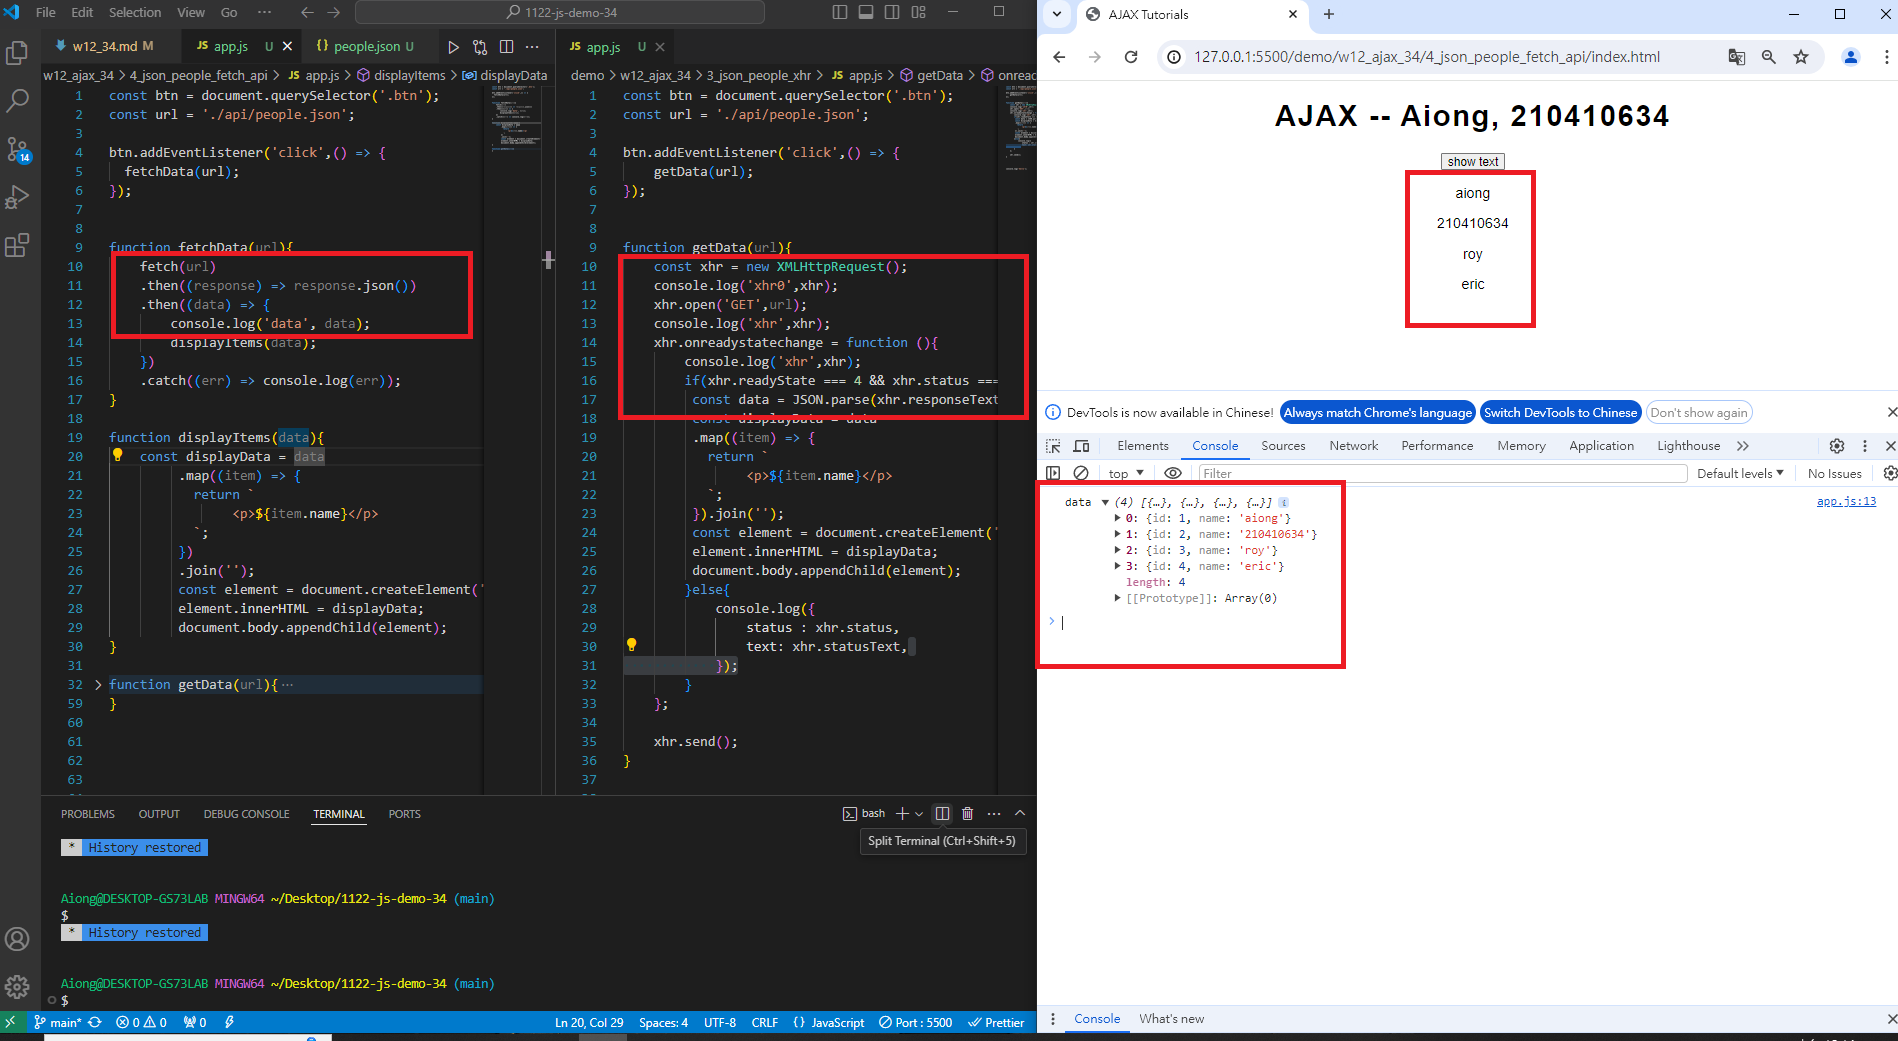 File Edit Selection View Go ··· ← → 1122-js-demo-34
w12_34.md M JS app.js U × {} people.json U ···
w12_ajax_34 > 4_json_people_fetch_api > JS app.js > displayItems > displayData
1 const btn = document.querySelector('.btn');
2 const url = './api/people.json';
3
4 btn.addEventListener('click',() => {
5 fetchData(url);
6 });
7
8
9 function fetchData(url){
10 fetch(url)
11 .then((response) => response.json())
12 .then((data) => {
13 console.log('data', data);
14 displayItems(data);
15 })
16 .catch((err) => console.log(err));
17 }
18
19 function displayItems(data){
20 const displayData = data
21 .map((item) => {
22 return `
23 <p>${item.name}</p>
24 `;
25 })
26 .join('');
27 const element = document.createElement('
28 element.innerHTML = displayData;
29 document.body.appendChild(element);
30 }
31
32 > function getData(url){ ···
59 }
60
61
62
63
JS app.js U ×
demo > w12_ajax_34 > 3_json_people_xhr > JS app.js > getData > onreac
1 const btn = document.querySelector('.btn');
2 const url = './api/people.json';
3
4 btn.addEventListener('click',() => {
5 getData(url);
6 });
7
8
9 function getData(url){
10 const xhr = new XMLHttpRequest();
11 console.log('xhr0',xhr);
12 xhr.open('GET',url);
13 console.log('xhr',xhr);
14 xhr.onreadystatechange = function (){
15 console.log('xhr',xhr);
16 if(xhr.readyState === 4 && xhr.status ===
17 const data = JSON.parse(xhr.responseText
18 const displayData = data
19 .map((item) => {
20 return `
21 <p>${item.name}</p>
22 `;
23 }).join('');
24 const element = document.createElement('
25 element.innerHTML = displayData;
26 document.body.appendChild(element);
27 }else{
28 console.log({
29 status : xhr.status,
30 text: xhr.statusText,
31 });
32 }
33 };
34
35 xhr.send();
36 }
37
PROBLEMS OUTPUT DEBUG CONSOLE TERMINAL PORTS
bash
Split Terminal (Ctrl+Shift+5)
* History restored
Aiong@DESKTOP-GS73LAB MINGW64 ~/Desktop/1122-js-demo-34 (main)
$
* History restored
Aiong@DESKTOP-GS73LAB MINGW64 ~/Desktop/1122-js-demo-34 (main)
$
main* 0 0 0 Ln 20, Col 29 Spaces: 4 UTF-8 CRLF {} JavaScript Port : 5500 Prettier
14
AJAX Tutorials
127.0.0.1:5500/demo/w12_ajax_34/4_json_people_fetch_api/index.html
AJAX -- Aiong, 210410634
show text
aiong
210410634
roy
eric
DevTools is now available in Chinese! Always match Chrome's language Switch DevTools to Chinese Don't show again
Elements Console Sources Network Performance Memory Application Lighthouse
top Filter Default levels No Issues
data (4) [{…}, {…}, {…}, {…}] app.js:13
0: {id: 1, name: 'aiong'}
1: {id: 2, name: '210410634'}
2: {id: 3, name: 'roy'}
3: {id: 4, name: 'eric'}
length: 4
[[Prototype]]: Array(0)
>
Console What's new